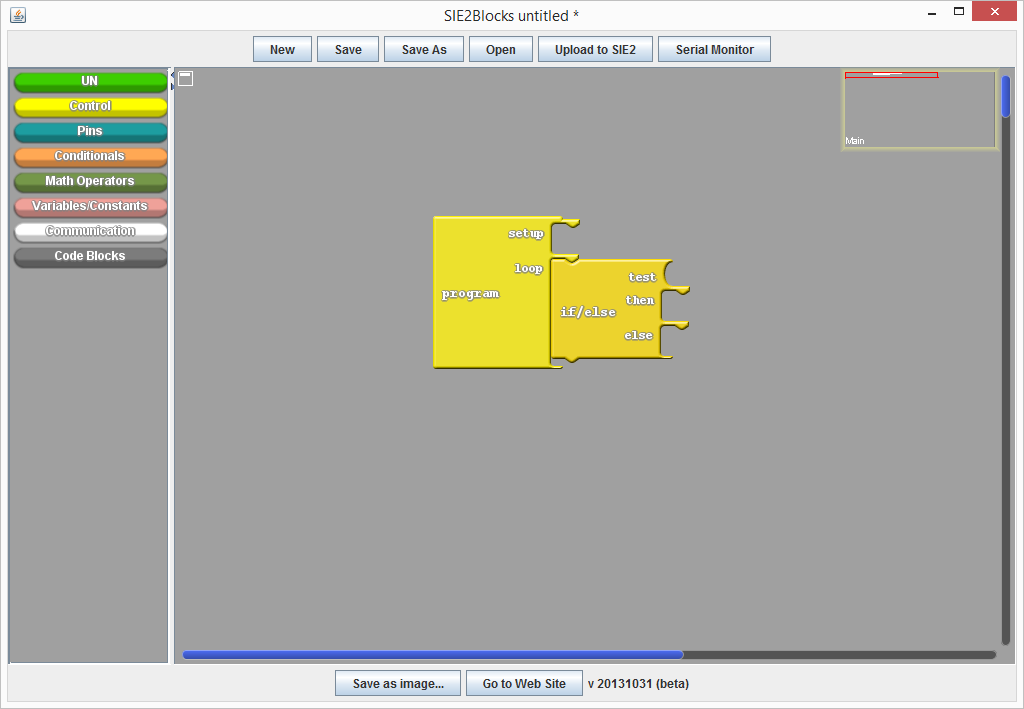 SIE2Blocks untitled *
New Save Save As Open Upload to SIE2 Serial Monitor
UN
Control
Pins
Conditionals
Math Operators
Variables/Constants
Communication
Code Blocks
Main
setup
loop
program
test
then
if/else
else
Save as image... Go to Web Site v 20131031 (beta)